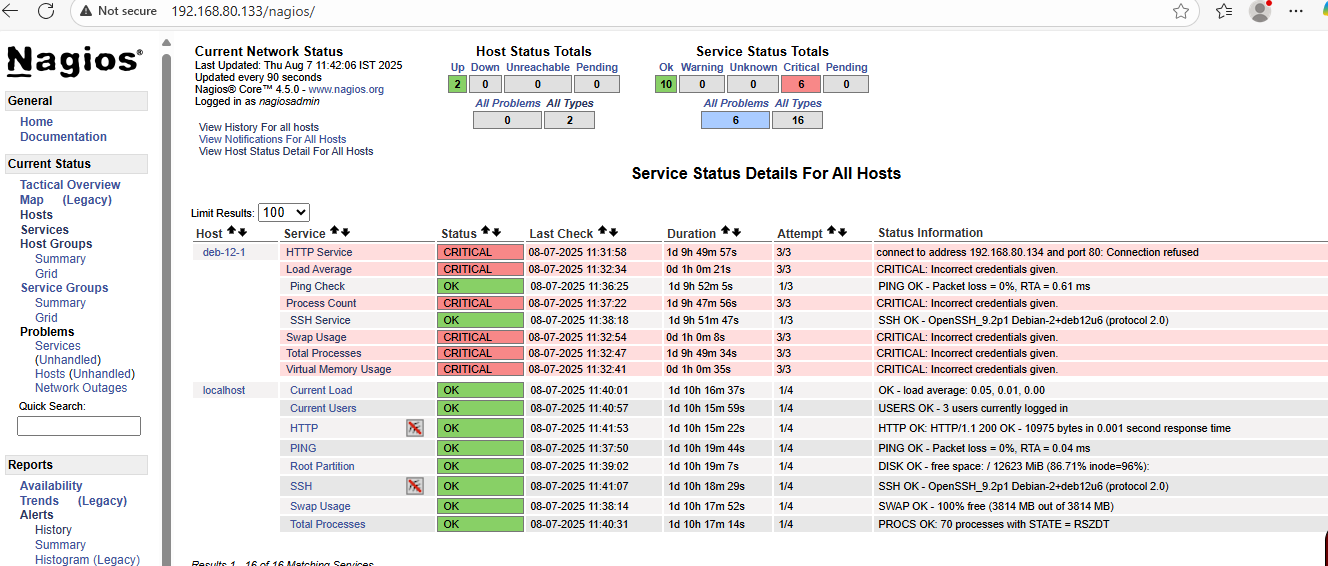 Not secure 192.168.80.133/nagios/
Nagios®
General
Home
Documentation
Current Status
Tactical Overview
Map (Legacy)
Hosts
Services
Host Groups
Summary
Grid
Service Groups
Summary
Grid
Problems
Services
(Unhandled)
Hosts (Unhandled)
Network Outages
Quick Search:
Reports
Availability
Trends (Legacy)
Alerts
History
Summary
Histogram (Legacy)
Current Network Status
Last Updated: Thu Aug 7 11:42:06 IST 2025
Updated every 90 seconds
Nagios® Core™ 4.5.0 - www.nagios.org
Logged in as nagiosadmin
View History For all hosts
View Notifications For All Hosts
View Host Status Detail For All Hosts
Host Status Totals
Up Down Unreachable Pending
2 0 0 0
All Problems All Types
0 2
Service Status Totals
Ok Warning Unknown Critical Pending
10 0 0 6 0
All Problems All Types
6 16
Service Status Details For All Hosts
Limit Results: 100
Host Service Status Last Check Duration Attempt Status Information
deb-12-1 HTTP Service CRITICAL 08-07-2025 11:31:58 1d 9h 49m 57s 3/3 connect to address 192.168.80.134 and port 80: Connection refused
Load Average CRITICAL 08-07-2025 11:32:34 0d 1h 0m 21s 3/3 CRITICAL: Incorrect credentials given.
Ping Check OK 08-07-2025 11:36:25 1d 9h 52m 5s 1/3 PING OK - Packet loss = 0%, RTA = 0.61 ms
Process Count CRITICAL 08-07-2025 11:37:22 1d 9h 47m 56s 3/3 CRITICAL: Incorrect credentials given.
SSH Service OK 08-07-2025 11:38:18 1d 9h 51m 47s 1/3 SSH OK - OpenSSH_9.2p1 Debian-2+deb12u6 (protocol 2.0)
Swap Usage CRITICAL 08-07-2025 11:32:54 0d 1h 0m 8s 3/3 CRITICAL: Incorrect credentials given.
Total Processes CRITICAL 08-07-2025 11:32:47 1d 9h 49m 34s 3/3 CRITICAL: Incorrect credentials given.
Virtual Memory Usage CRITICAL 08-07-2025 11:32:41 0d 1h 0m 35s 3/3 CRITICAL: Incorrect credentials given.
localhost Current Load OK 08-07-2025 11:40:01 1d 10h 16m 37s 1/4 OK - load average: 0.05, 0.01, 0.00
Current Users OK 08-07-2025 11:40:57 1d 10h 15m 59s 1/4 USERS OK - 3 users currently logged in
HTTP OK 08-07-2025 11:41:53 1d 10h 15m 22s 1/4 HTTP OK: HTTP/1.1 200 OK - 10975 bytes in 0.001 second response time
PING OK 08-07-2025 11:37:50 1d 10h 19m 44s 1/4 PING OK - Packet loss = 0%, RTA = 0.04 ms
Root Partition OK 08-07-2025 11:39:02 1d 10h 19m 7s 1/4 DISK OK - free space: / 12623 MiB (86.71% inode=96%):
SSH OK 08-07-2025 11:41:07 1d 10h 18m 29s 1/4 SSH OK - OpenSSH_9.2p1 Debian-2+deb12u6 (protocol 2.0)
Swap Usage OK 08-07-2025 11:38:14 1d 10h 17m 52s 1/4 SWAP OK - 100% free (3814 MB out of 3814 MB)
Total Processes OK 08-07-2025 11:40:31 1d 10h 17m 14s 1/4 PROCS OK: 70 processes with STATE = RSZDT
Results 1 - 16 of 16 Matching Services